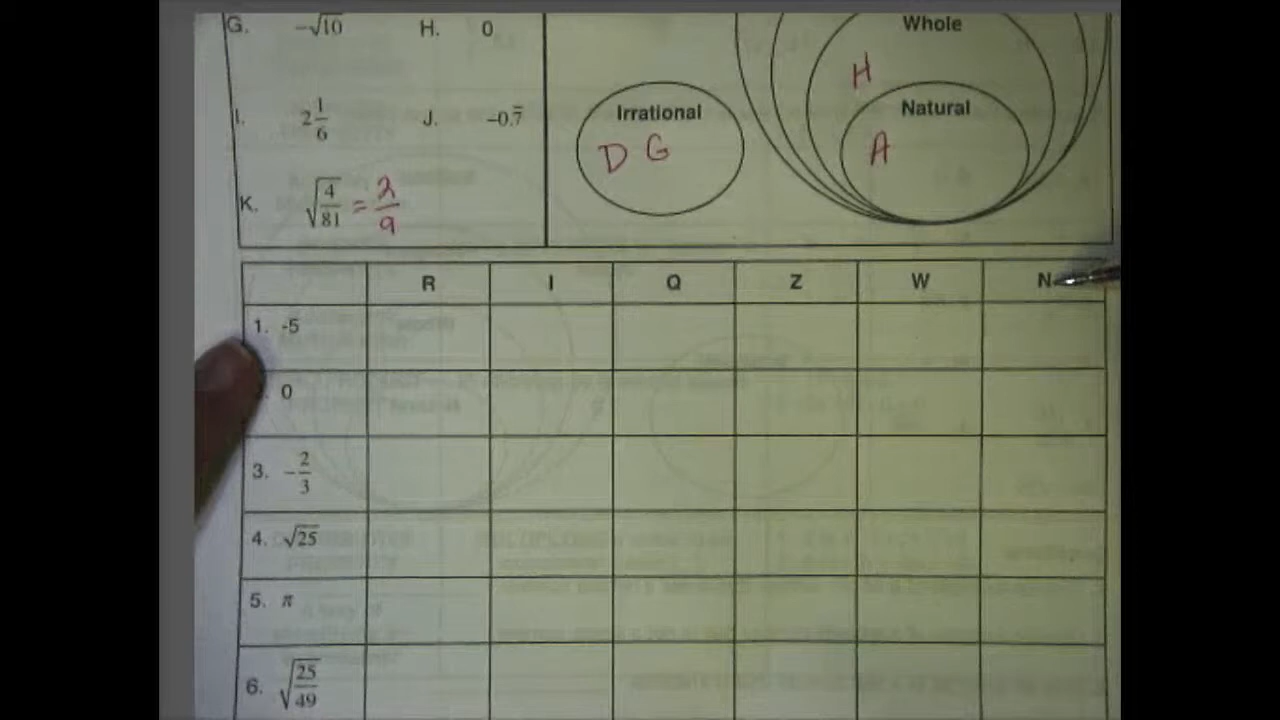 G. −√10 H. 0
I. 2 1/6 J. −0.7̅
K. √(4/81) = 2/9
Whole
H
Natural
A
Irrational
D G
R I Q Z W N
1. -5
0
3. −2/3
4. √25
5. π
6. √(25/49)